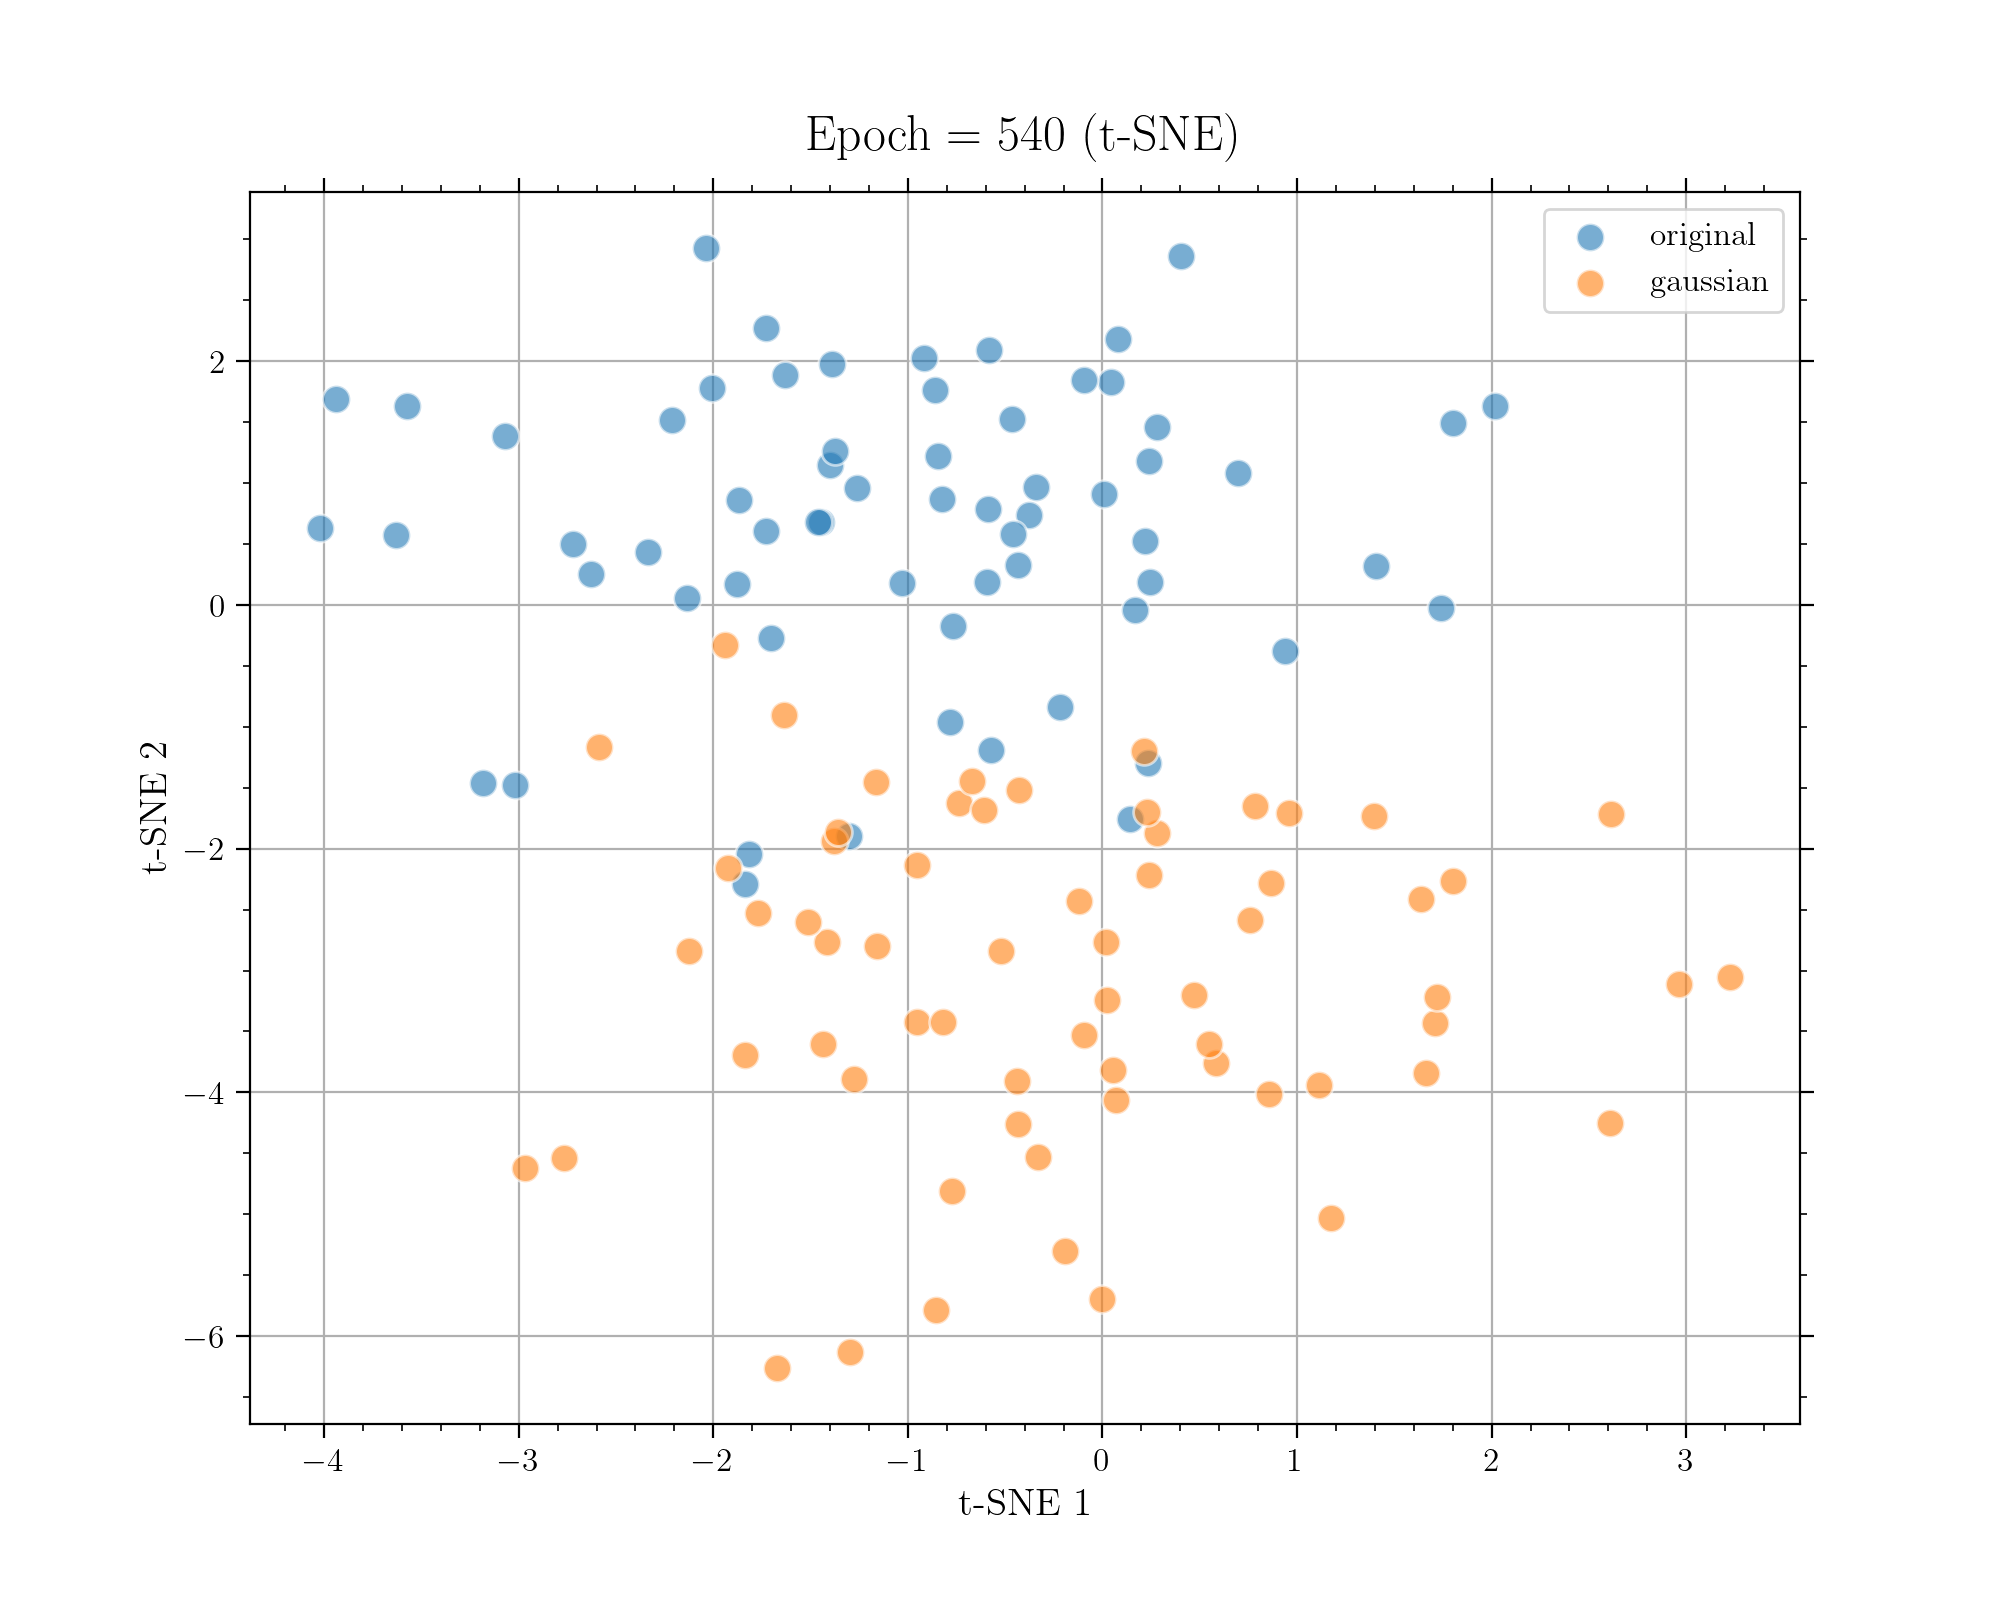 Epoch = 540 (t-SNE)
original
gaussian
2
0
−2
−4
−6
t-SNE 2
−4
−3
−2
−1
0
1
2
3
t-SNE 1